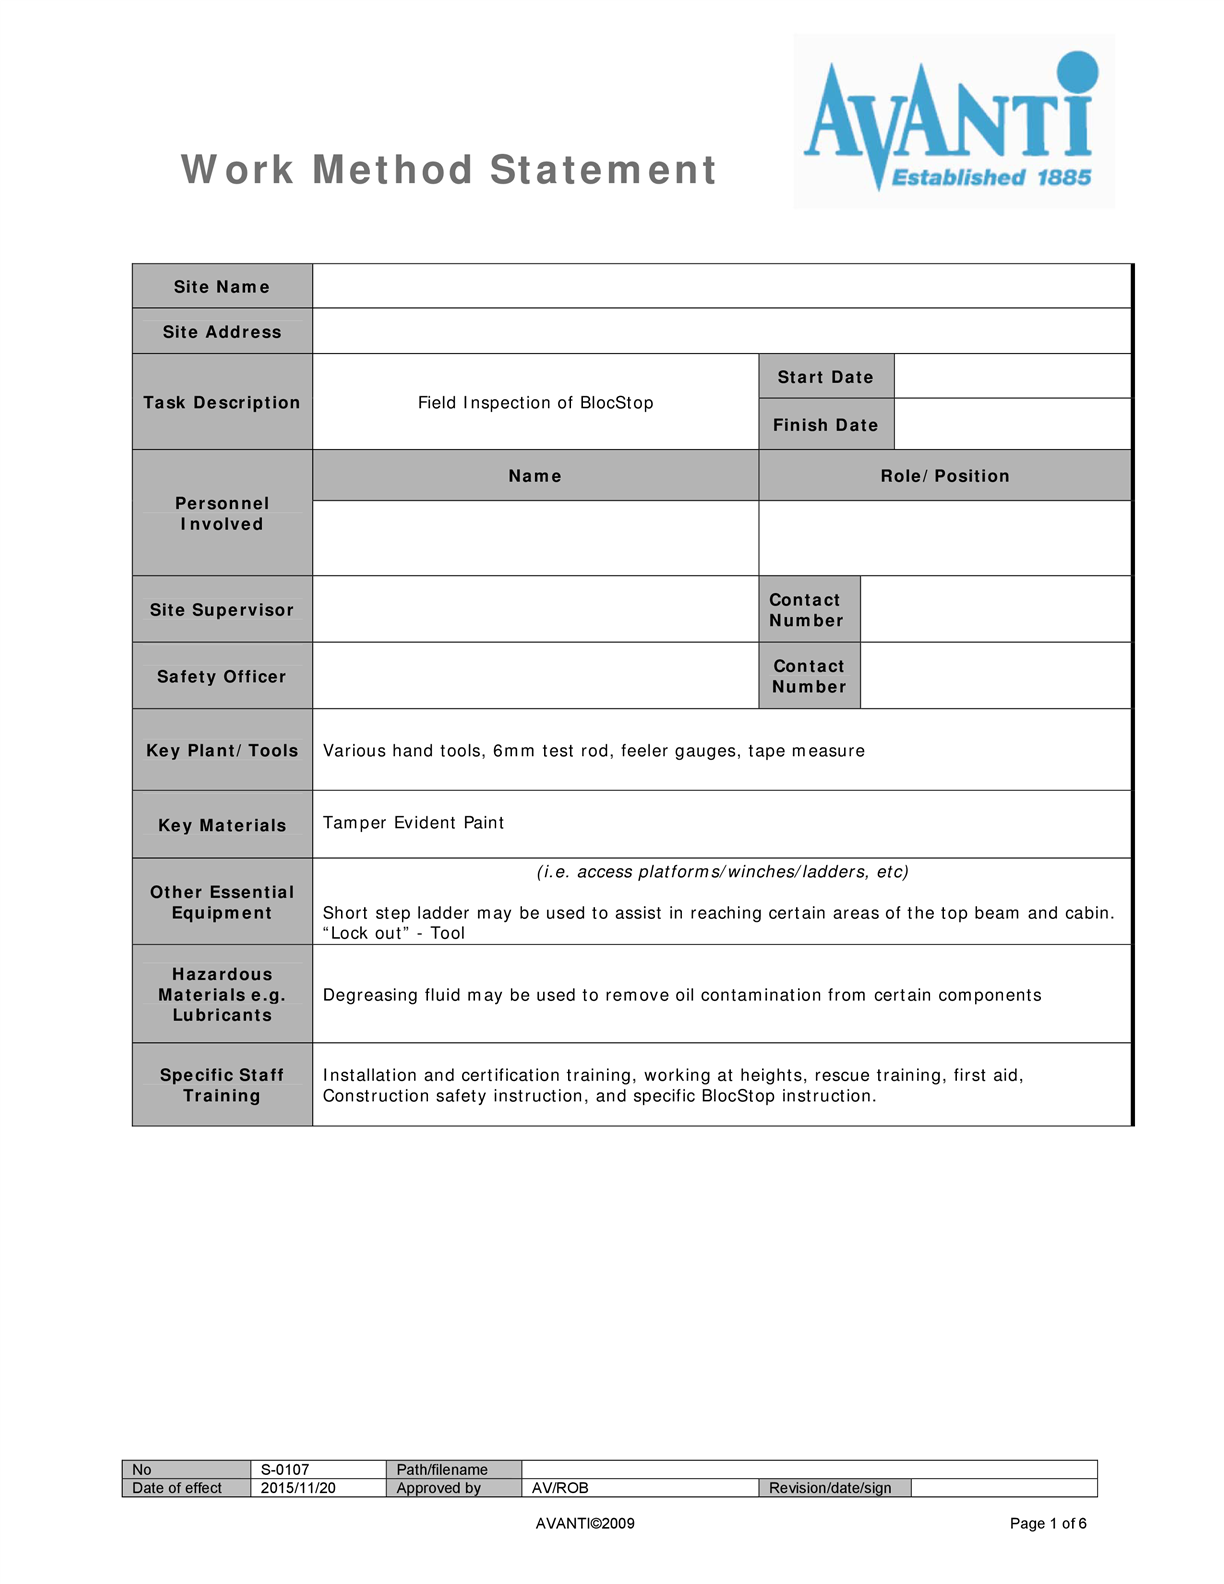 AVANTI
Established 1885
Work Method Statement
Site Name
Site Address
Task Description
Field Inspection of BlocStop
Start Date
Finish Date
Personnel
Involved
Name
Role/Position
Site Supervisor
Contact
Number
Safety Officer
Contact
Number
Key Plant/Tools
Various hand tools, 6mm test rod, feeler gauges, tape measure
Key Materials
Tamper Evident Paint
Other Essential
Equipment
(i.e. access platforms/winches/ladders, etc)
Short step ladder may be used to assist in reaching certain areas of the top beam and cabin.
“Lock out” - Tool
Hazardous
Materials e.g.
Lubricants
Degreasing fluid may be used to remove oil contamination from certain components
Specific Staff
Training
Installation and certification training, working at heights, rescue training, first aid,
Construction safety instruction, and specific BlocStop instruction.
No S-0107 Path/filename
Date of effect 2015/11/20 Approved by AV/ROB Revision/date/sign
AVANTI©2009 Page 1 of 6